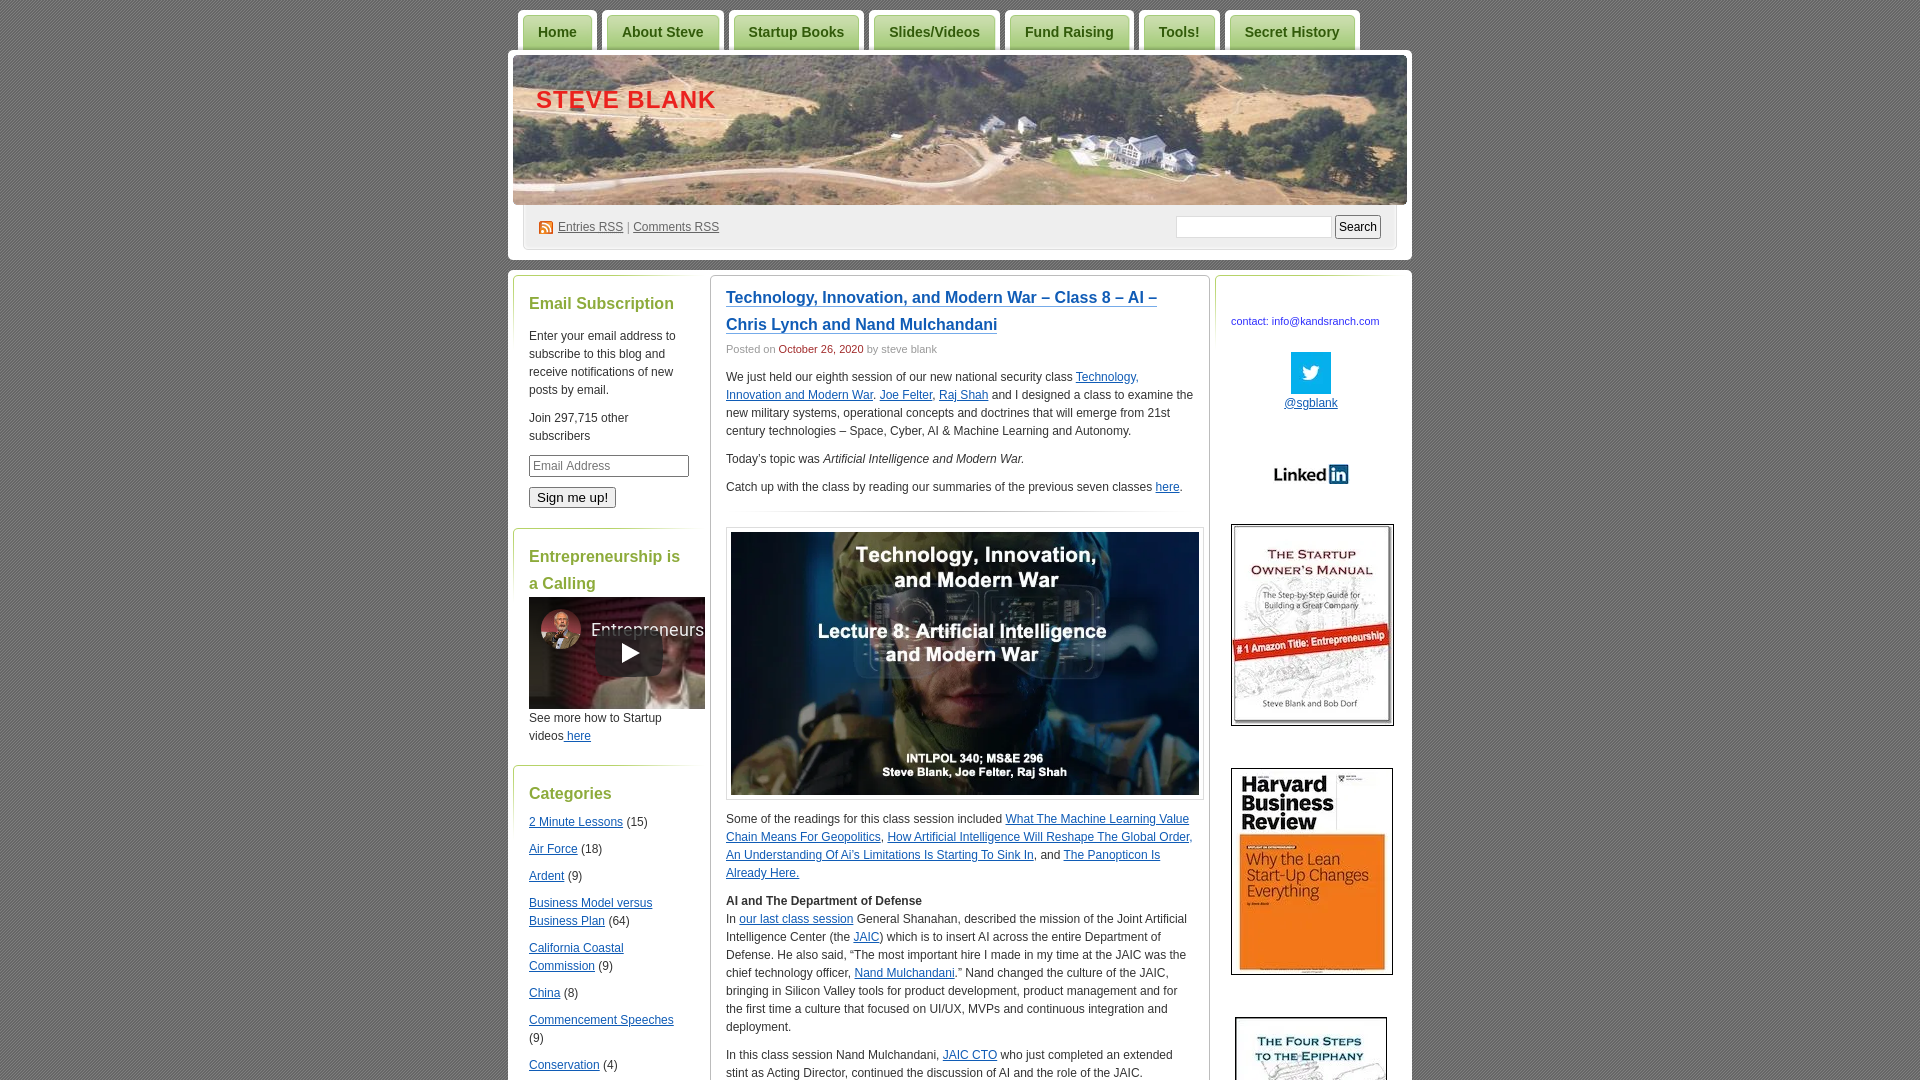 Home
About Steve
Startup Books
Slides/Videos
Fund Raising
Tools!
Secret History
STEVE BLANK
Entries RSS | Comments RSS
Search
Email Subscription
Enter your email address to
subscribe to this blog and
receive notifications of new
posts by email.
Join 297,715 other
subscribers
Email Address
Sign me up!
Entrepreneurship is
a Calling
Entrepreneurs
See more how to Startup
videos here
Categories
2 Minute Lessons (15)
Air Force (18)
Ardent (9)
Business Model versus
Business Plan (64)
California Coastal
Commission (9)
China (8)
Commencement Speeches
(9)
Conservation (4)
Technology, Innovation, and Modern War – Class 8 – AI –
Chris Lynch and Nand Mulchandani
Posted on October 26, 2020 by steve blank
We just held our eighth session of our new national security class Technology,
Innovation and Modern War. Joe Felter, Raj Shah and I designed a class to examine the
new military systems, operational concepts and doctrines that will emerge from 21st
century technologies – Space, Cyber, AI & Machine Learning and Autonomy.
Today’s topic was Artificial Intelligence and Modern War.
Catch up with the class by reading our summaries of the previous seven classes here.
Technology, Innovation,
and Modern War
Lecture 8: Artificial Intelligence
and Modern War
INTLPOL 340; MS&E 296
Steve Blank, Joe Felter, Raj Shah
Some of the readings for this class session included What The Machine Learning Value
Chain Means For Geopolitics, How Artificial Intelligence Will Reshape The Global Order,
An Understanding Of Ai’s Limitations Is Starting To Sink In, and The Panopticon Is
Already Here.
AI and The Department of Defense
In our last class session General Shanahan, described the mission of the Joint Artificial
Intelligence Center (the JAIC) which is to insert AI across the entire Department of
Defense. He also said, “The most important hire I made in my time at the JAIC was the
chief technology officer, Nand Mulchandani.” Nand changed the culture of the JAIC,
bringing in Silicon Valley tools for product development, product management and for
the first time a culture that focused on UI/UX, MVPs and continuous integration and
deployment.
In this class session Nand Mulchandani, JAIC CTO who just completed an extended
stint as Acting Director, continued the discussion of AI and the role of the JAIC.
contact: info@kandsranch.com
@sgblank
Linked in
THE STARTUP
OWNER'S MANUAL
The Step-by-Step Guide for
Building a Great Company
# 1 Amazon Title: Entrepreneurship
Steve Blank and Bob Dorf
Harvard
Business
Review
Why the Lean
Start-Up Changes
Everything
THE FOUR STEPS
TO THE EPIPHANY